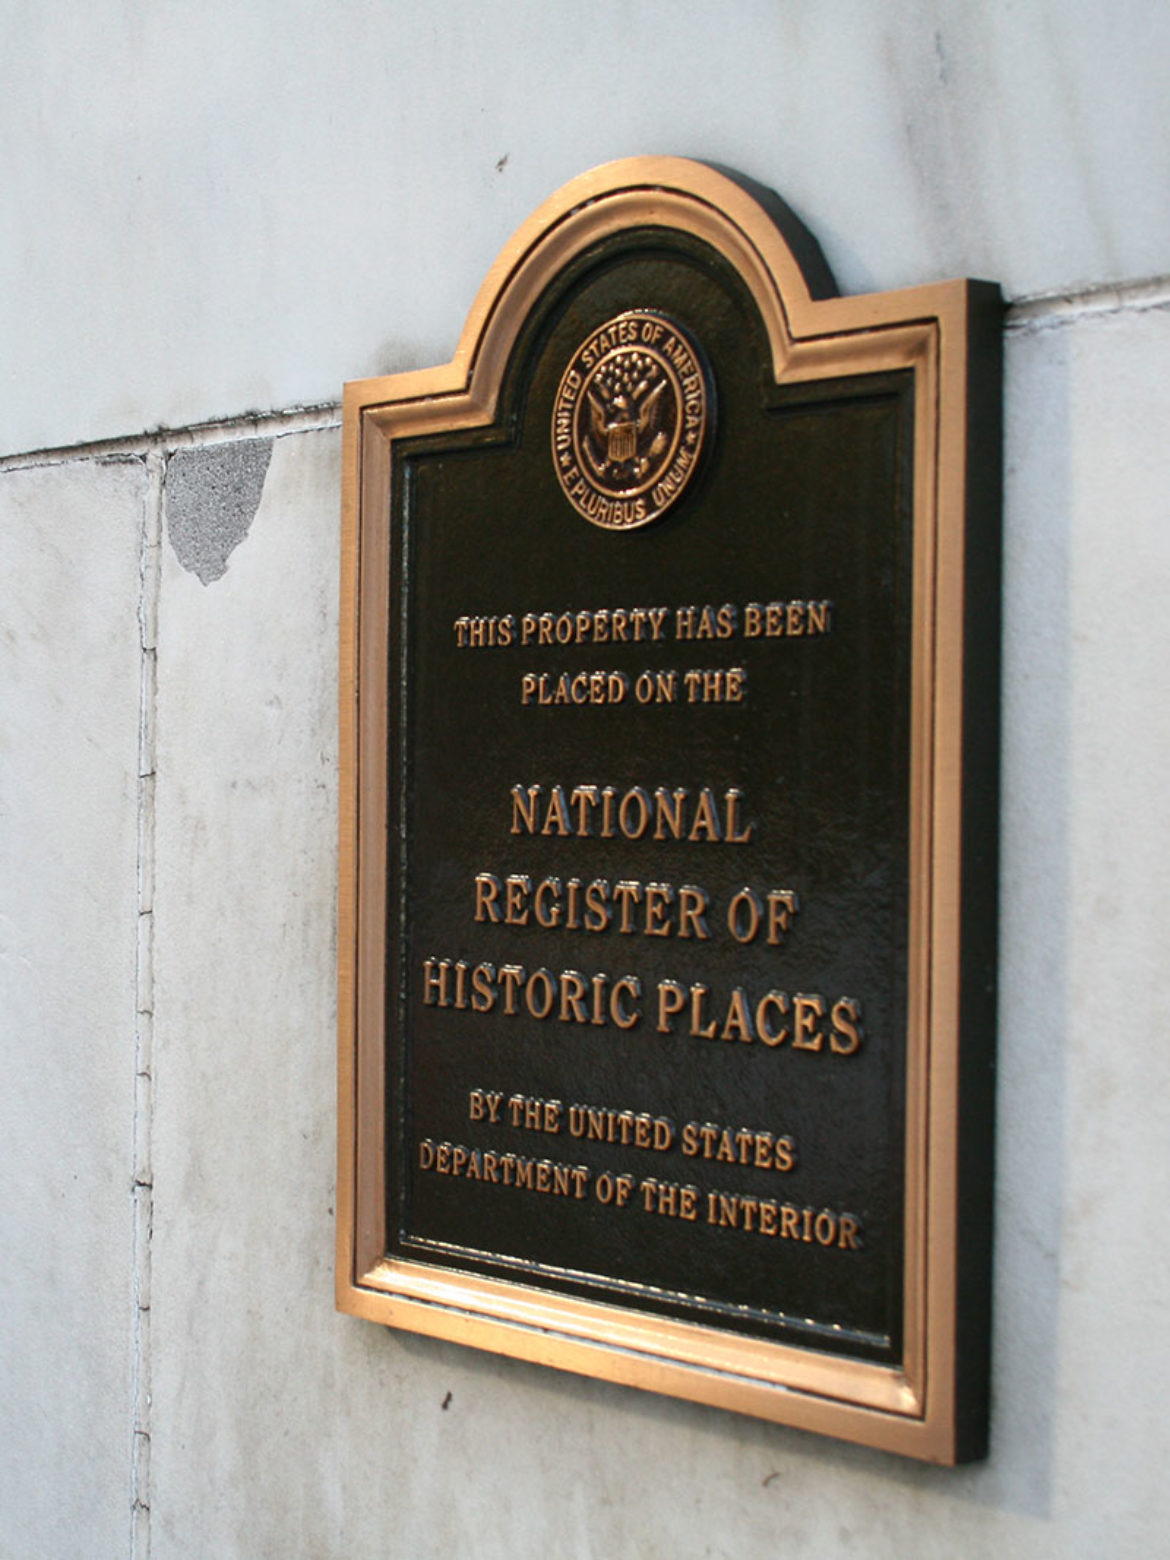 UNITED STATES OF AMERICA
E PLURIBUS UNUM
THIS PROPERTY HAS BEEN
PLACED ON THE
NATIONAL
REGISTER OF
HISTORIC PLACES
BY THE UNITED STATES
DEPARTMENT OF THE INTERIOR